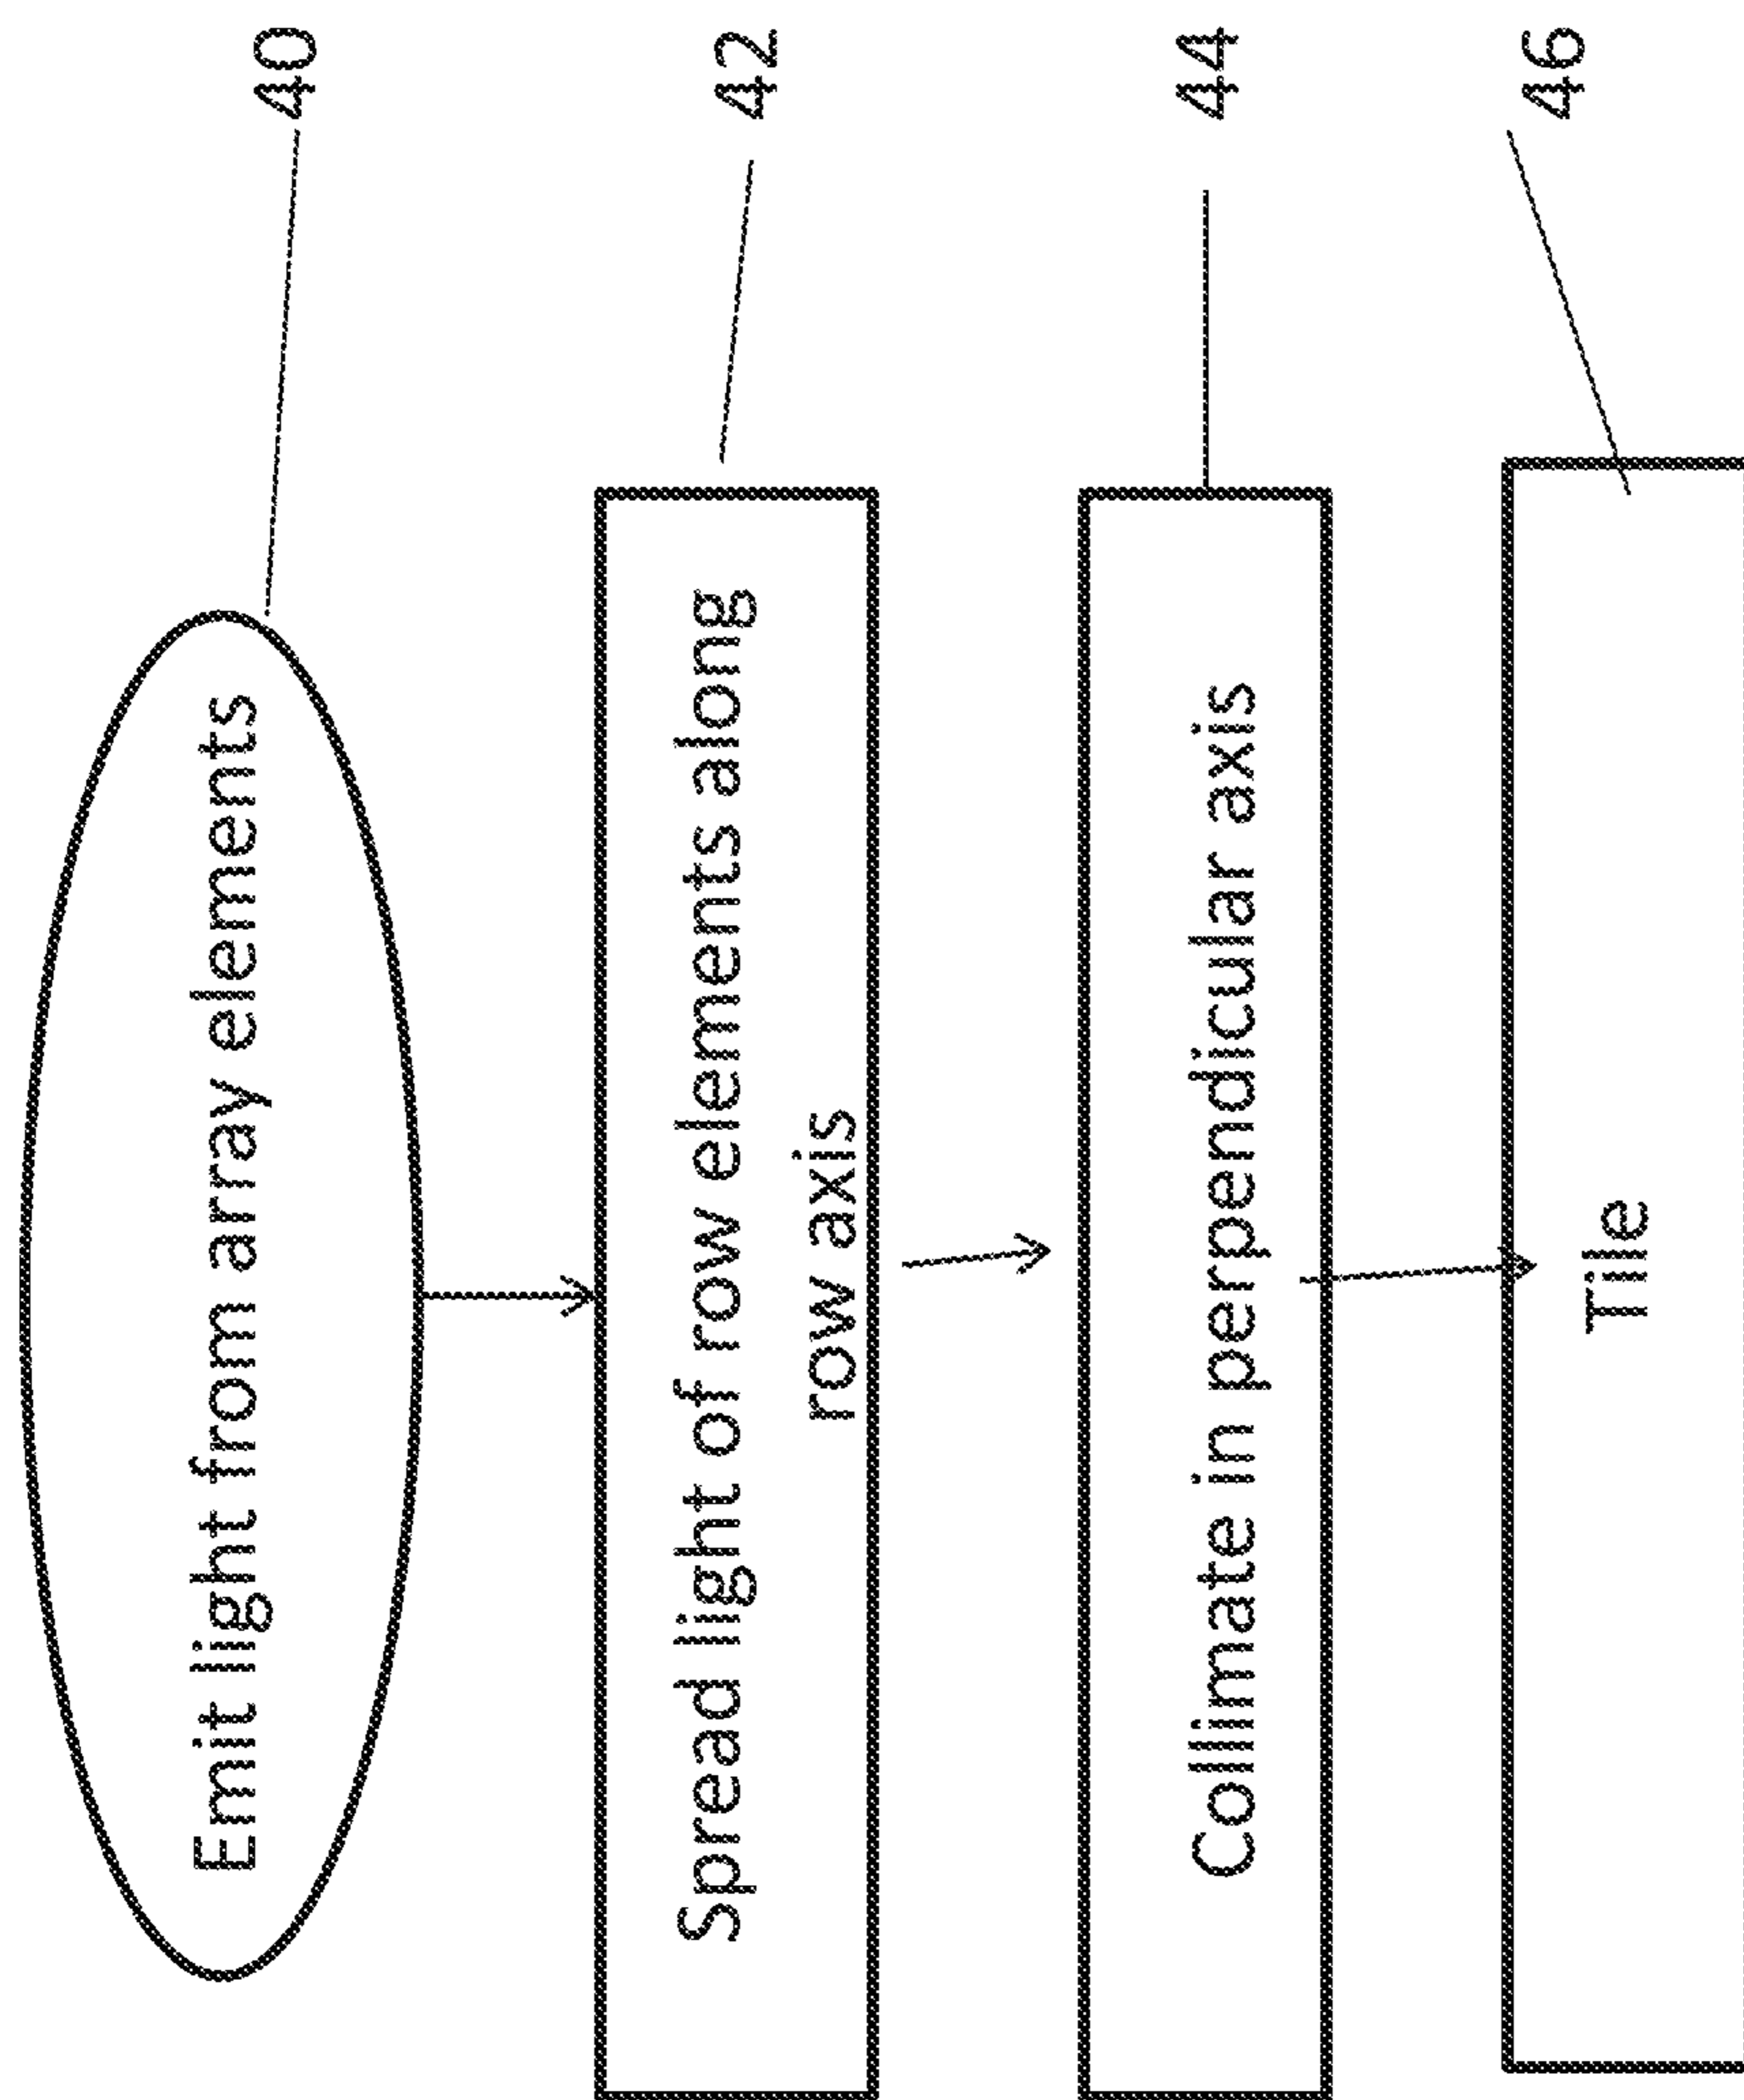 Emit light from array elements
40
Spread light of row elements along
row axis
42
Collimate in perpendicular axis
44
Tile
46